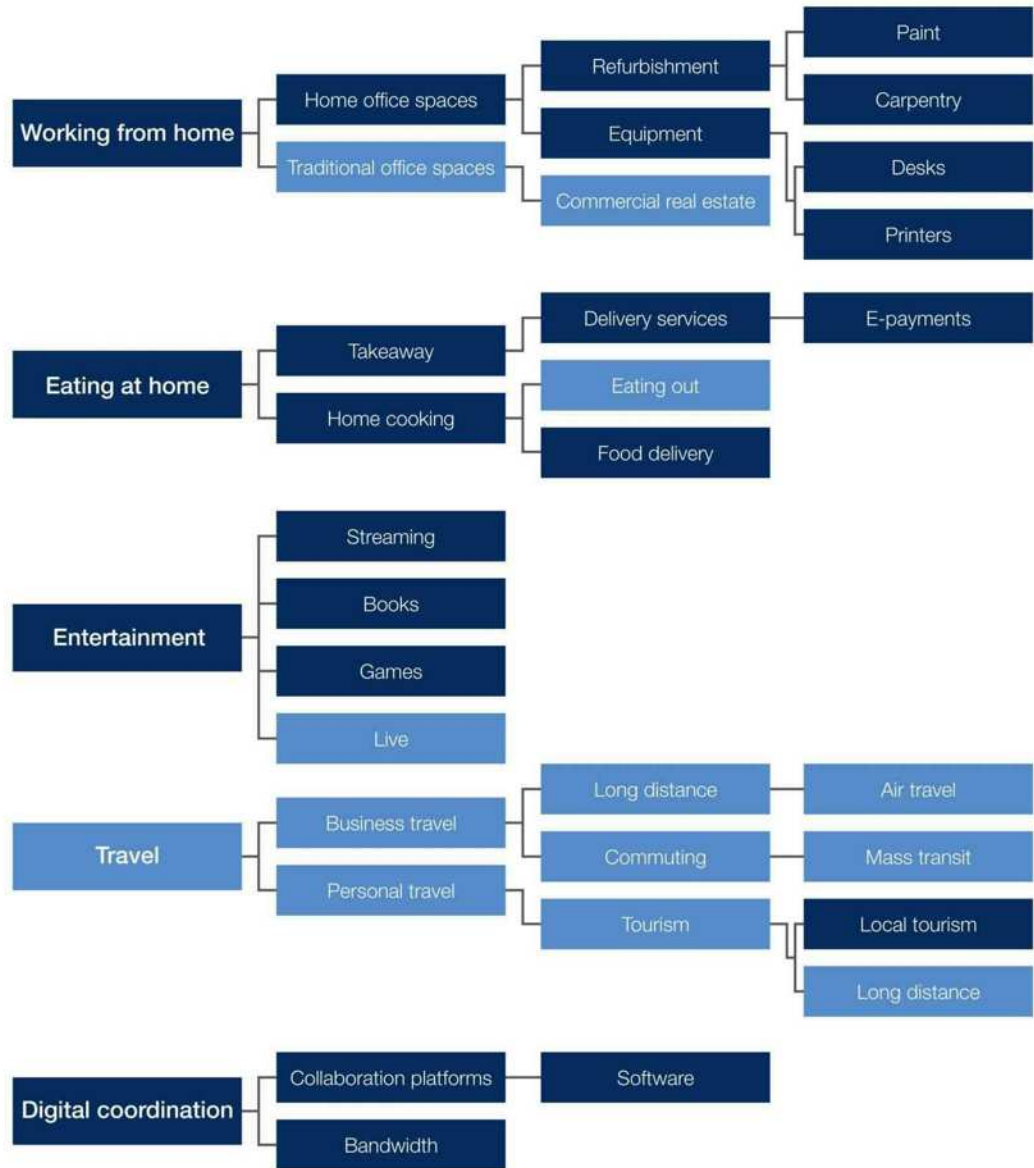 Working from home
Home office spaces
Traditional office spaces
Refurbishment
Equipment
Commercial real estate
Paint
Carpentry
Desks
Printers
Eating at home
Takeaway
Home cooking
Delivery services
Eating out
Food delivery
E-payments
Entertainment
Streaming
Books
Games
Live
Travel
Business travel
Personal travel
Long distance
Commuting
Tourism
Air travel
Mass transit
Local tourism
Long distance
Digital coordination
Collaboration platforms
Bandwidth
Software